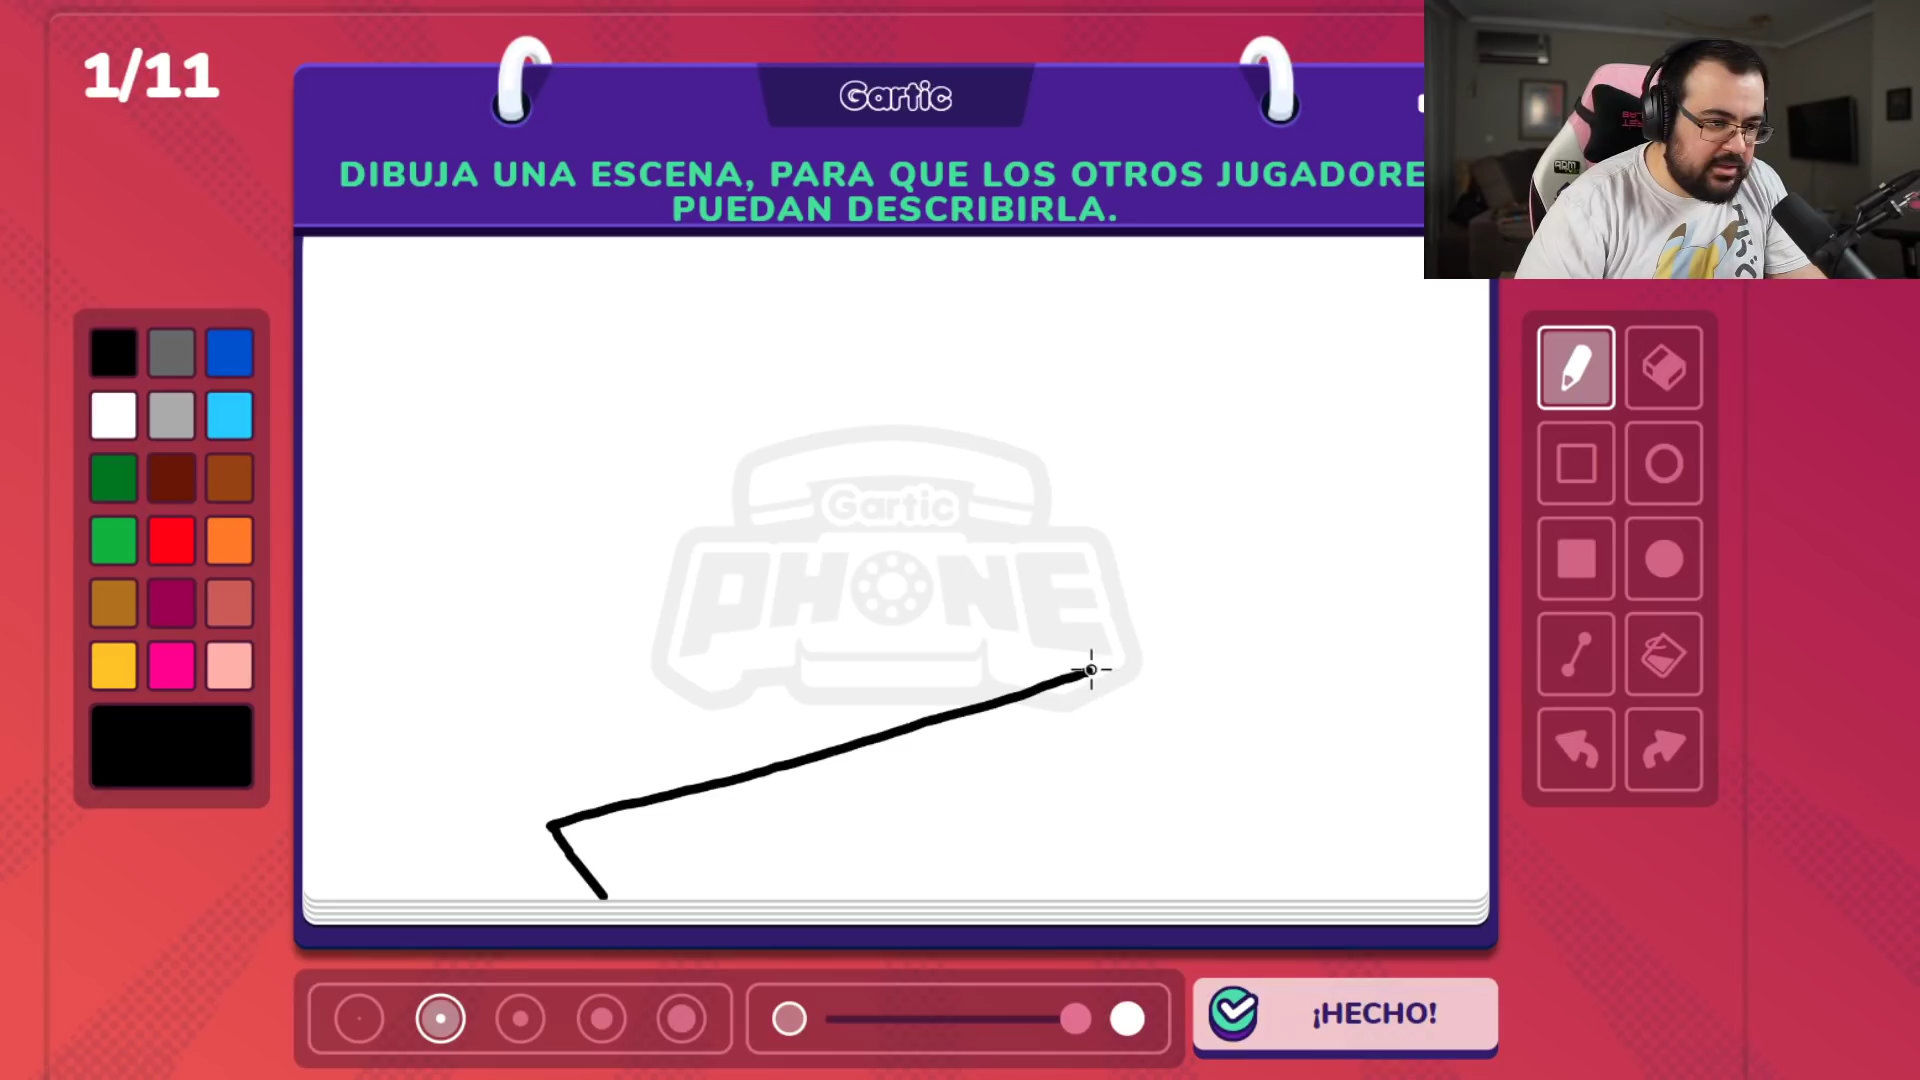 1/11
Gartic
DIBUJA UNA ESCENA, PARA QUE LOS OTROS JUGADORE
PUEDAN DESCRIBIRLA.
Gartic
PHONE
¡HECHO!